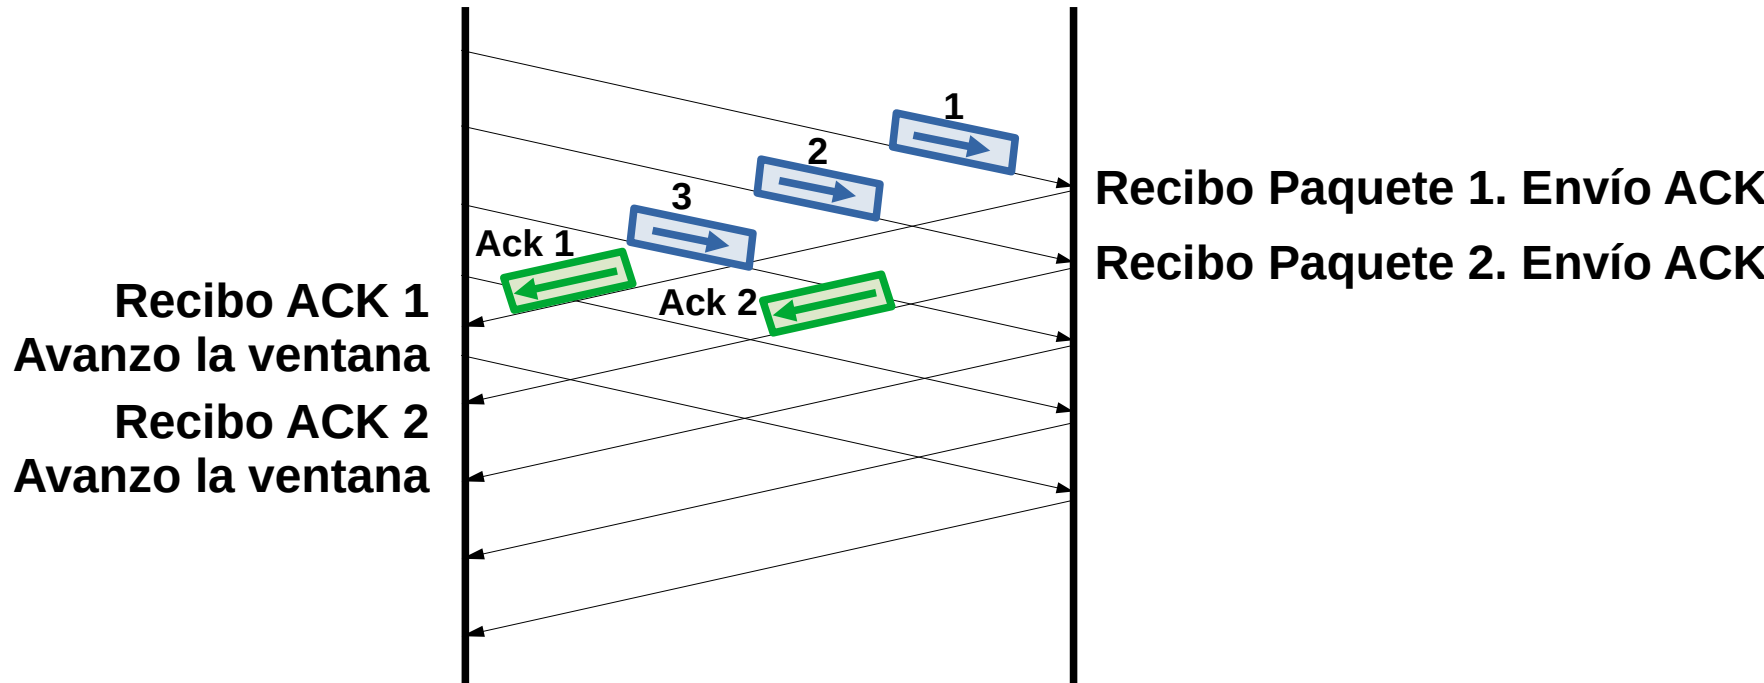 1
2
Recibo Paquete 1. Envío ACK
3
Ack 1
Recibo Paquete 2. Envío ACK
Recibo ACK 1
Avanzo la ventana
Ack 2
Recibo ACK 2
Avanzo la ventana